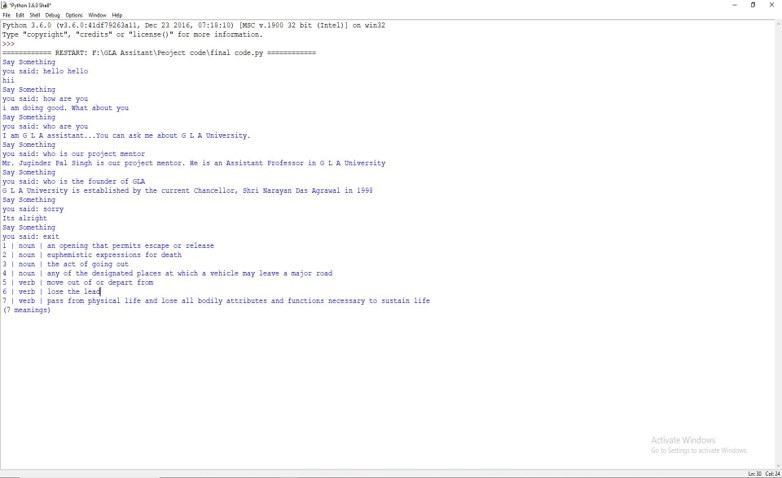 *Python 3.6.0 Shell*
File Edit Shell Debug Options Window Help
Python 3.6.0 (v3.6.0:41df79263a11, Dec 23 2016, 07:18:10) [MSC v.1900 32 bit (Intel)] on win32
Type "copyright", "credits" or "license()" for more information.
>>>
============ RESTART: F:\GLA Assitant\Peoject code\final code.py ============
Say Something
you said: hello hello
hii
Say Something
you said: how are you
i am doing good. What about you
Say Something
you said: who are you
I am G L A assistant...You can ask me about G L A University.
Say Something
you said: who is our project mentor
Mr. Juginder Pal Singh is our project mentor. He is an Assistant Professor in G L A University
Say Something
you said: who is the founder of GLA
G L A University is established by the current Chancellor, Shri Narayan Das Agrawal in 1998
Say Something
you said: sorry
Its alright
Say Something
you said: exit
1 | noun | an opening that permits escape or release
2 | noun | euphemistic expressions for death
3 | noun | the act of going out
4 | noun | any of the designated places at which a vehicle may leave a major road
5 | verb | move out of or depart from
6 | verb | lose the lead
7 | verb | pass from physical life and lose all bodily attributes and functions necessary to sustain life
(7 meanings)
Activate Windows
Go to Settings to activate Windows.
Ln: 30 Col: 24